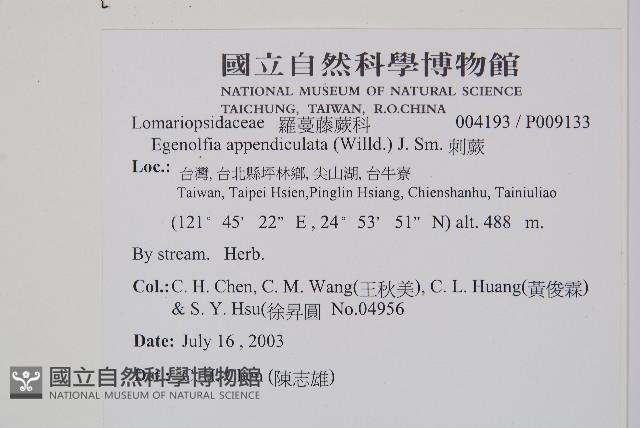 國立自然科學博物館
NATIONAL MUSEUM OF NATURAL SCIENCE
TAICHUNG, TAIWAN, R.O.CHINA
Lomariopsidaceae 羅蔓藤蕨科 004193 / P009133
Egenolfia appendiculata (Willd.) J. Sm. 刺蕨
Loc.: 台灣, 台北縣坪林鄉, 尖山湖, 台牛寮
Taiwan, Taipei Hsien,Pinglin Hsiang, Chienshanhu, Tainiuliao
(121° 45' 22” E , 24° 53' 51” N) alt. 488 m.
By stream. Herb.
Col.: C. H. Chen, C. M. Wang(王秋美), C. L. Huang(黃俊霖)
& S. Y. Hsu(徐昇圓 No.04956
Date: July 16 , 2003
(陳志雄)
國立自然科學博物館
NATIONAL MUSEUM OF NATURAL SCIENCE